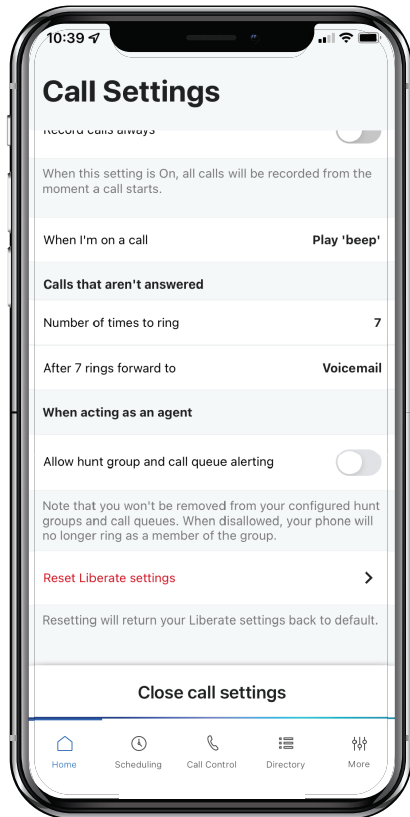 10:39
Call Settings
Record calls always
When this setting is On, all calls will be recorded from the
moment a call starts.
When I'm on a call Play 'beep'
Calls that aren't answered
Number of times to ring 7
After 7 rings forward to Voicemail
When acting as an agent
Allow hunt group and call queue alerting
Note that you won't be removed from your configured hunt
groups and call queues. When disallowed, your phone will
no longer ring as a member of the group.
Reset Liberate settings
Resetting will return your Liberate settings back to default.
Close call settings
Home Scheduling Call Control Directory More